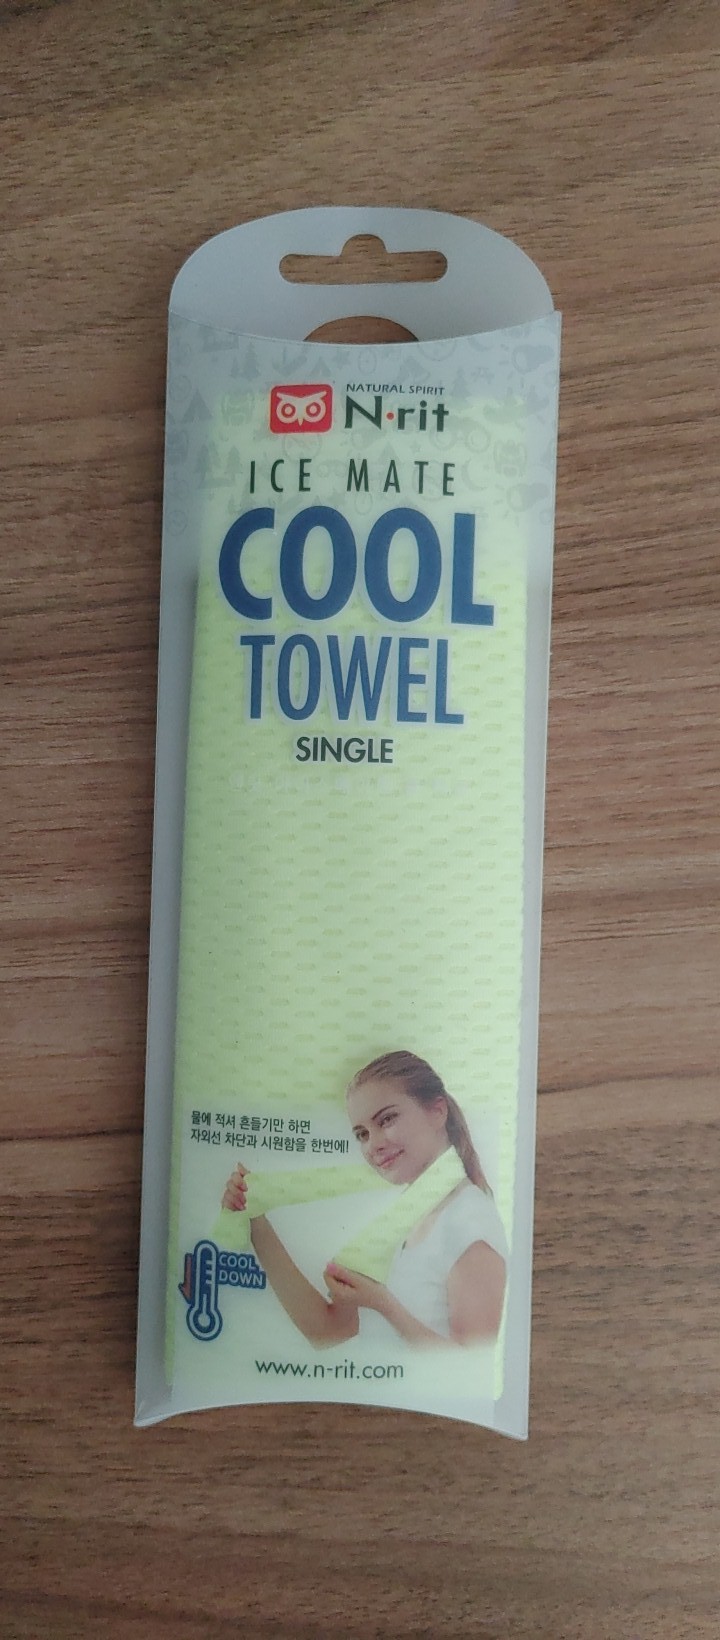 NATURAL SPIRIT
N·rit
ICE MATE
COOL
TOWEL
SINGLE
물에 적셔 흔들기만 하면
자외선 차단과 시원함을 한번에!
COOL
DOWN
www.n-rit.com